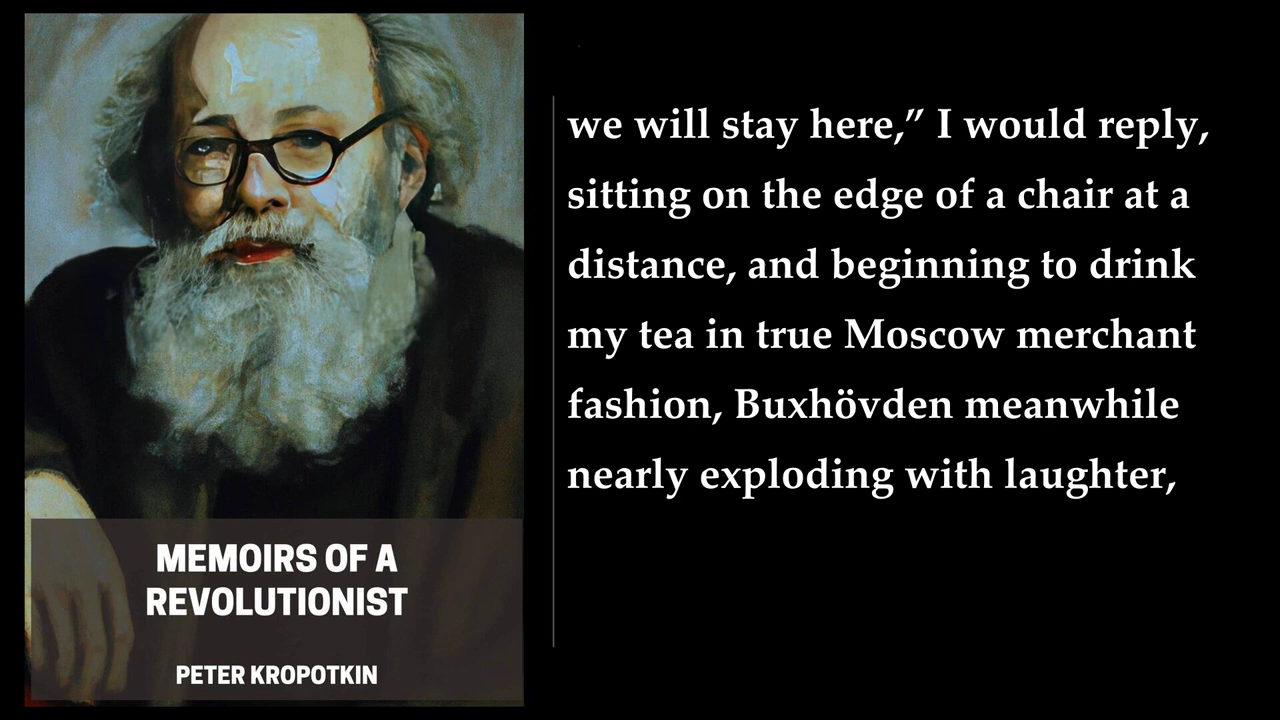 we will stay here,” I would reply,
sitting on the edge of a chair at a
distance, and beginning to drink
my tea in true Moscow merchant
fashion, Buxhövden meanwhile
nearly exploding with laughter,
MEMOIRS OF A
REVOLUTIONIST
PETER KROPOTKIN